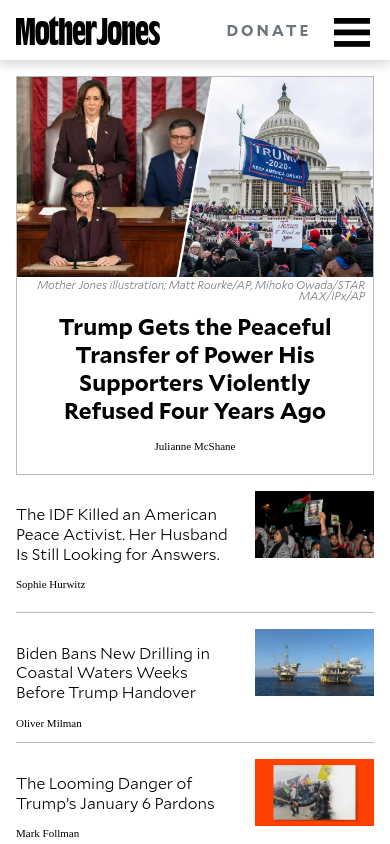 Mother Jones
DONATE
TRUMP
-2020-
KEEP AMERICA GREAT!
Jesus
Mother Jones illustration; Matt Rourke/AP, Mihoko Owada/STAR
MAX/IPx/AP
Trump Gets the Peaceful
Transfer of Power His
Supporters Violently
Refused Four Years Ago
Julianne McShane
The IDF Killed an American
Peace Activist. Her Husband
Is Still Looking for Answers.
Sophie Hurwitz
Biden Bans New Drilling in
Coastal Waters Weeks
Before Trump Handover
Oliver Milman
The Looming Danger of
Trump’s January 6 Pardons
Mark Follman